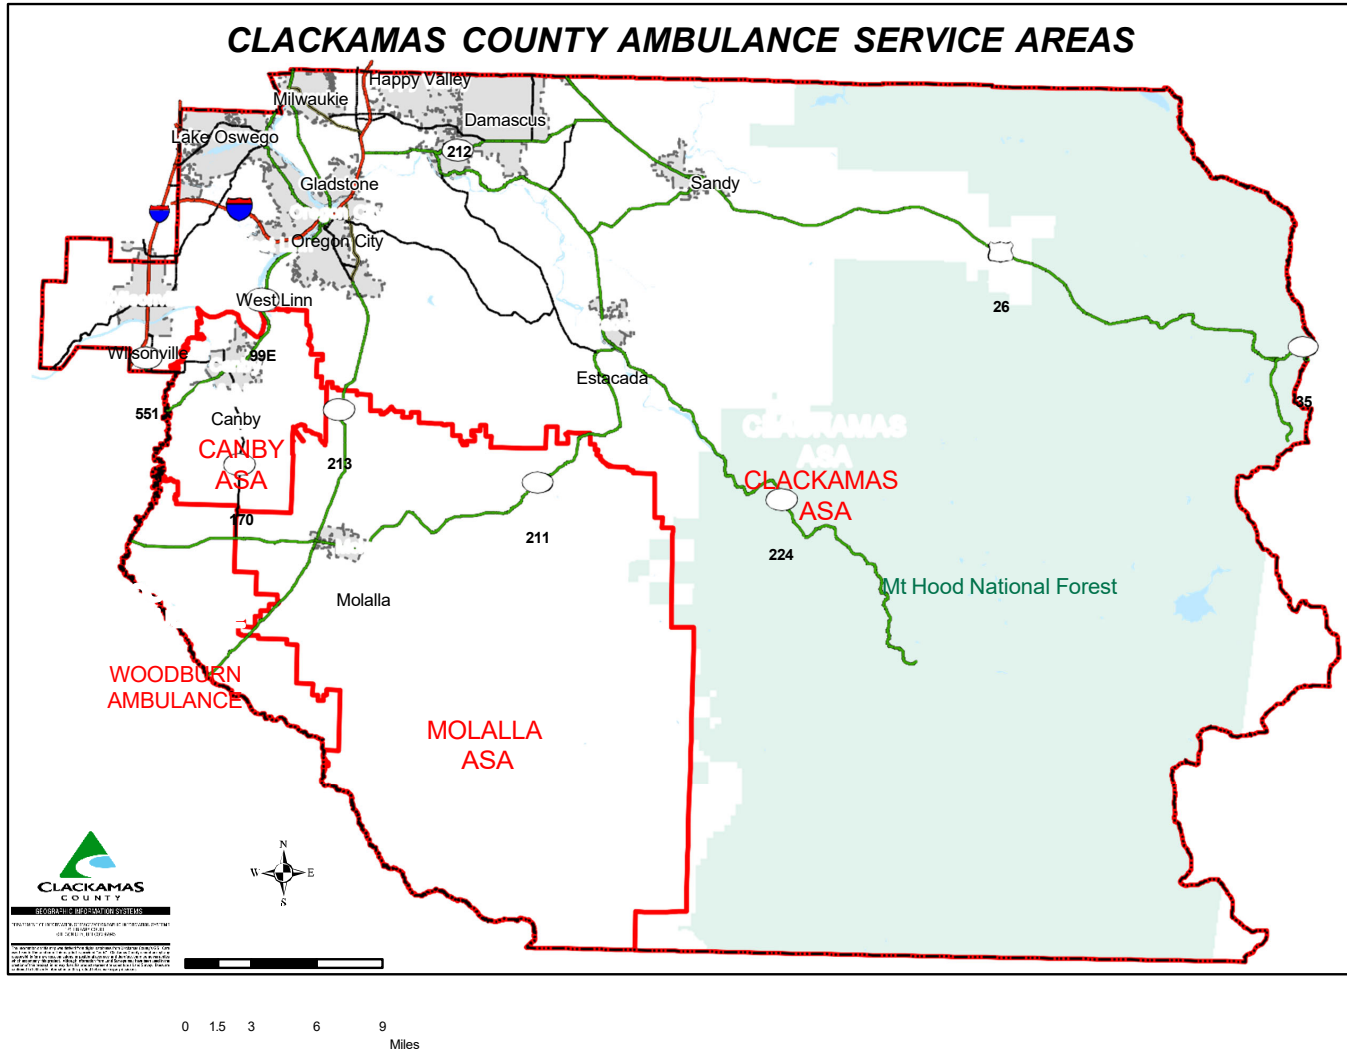 CLACKAMAS COUNTY AMBULANCE SERVICE AREAS
Happy Valley
Milwaukie
Damascus
Lake Oswego
212
Gladstone
Sandy
Oregon City
West Linn
26
Wilsonville
99E
Estacada
35
551
Canby
CANBY
ASA
213
CLACKAMAS
ASA
CLACKAMAS
ASA
170
211
224
Mt Hood National Forest
Molalla
WOODBURN
AMBULANCE
MOLALLA
ASA
N
W E
S
CLACKAMAS
COUNTY
GEOGRAPHIC INFORMATION SYSTEMS
0 1.5 3 6 9
Miles